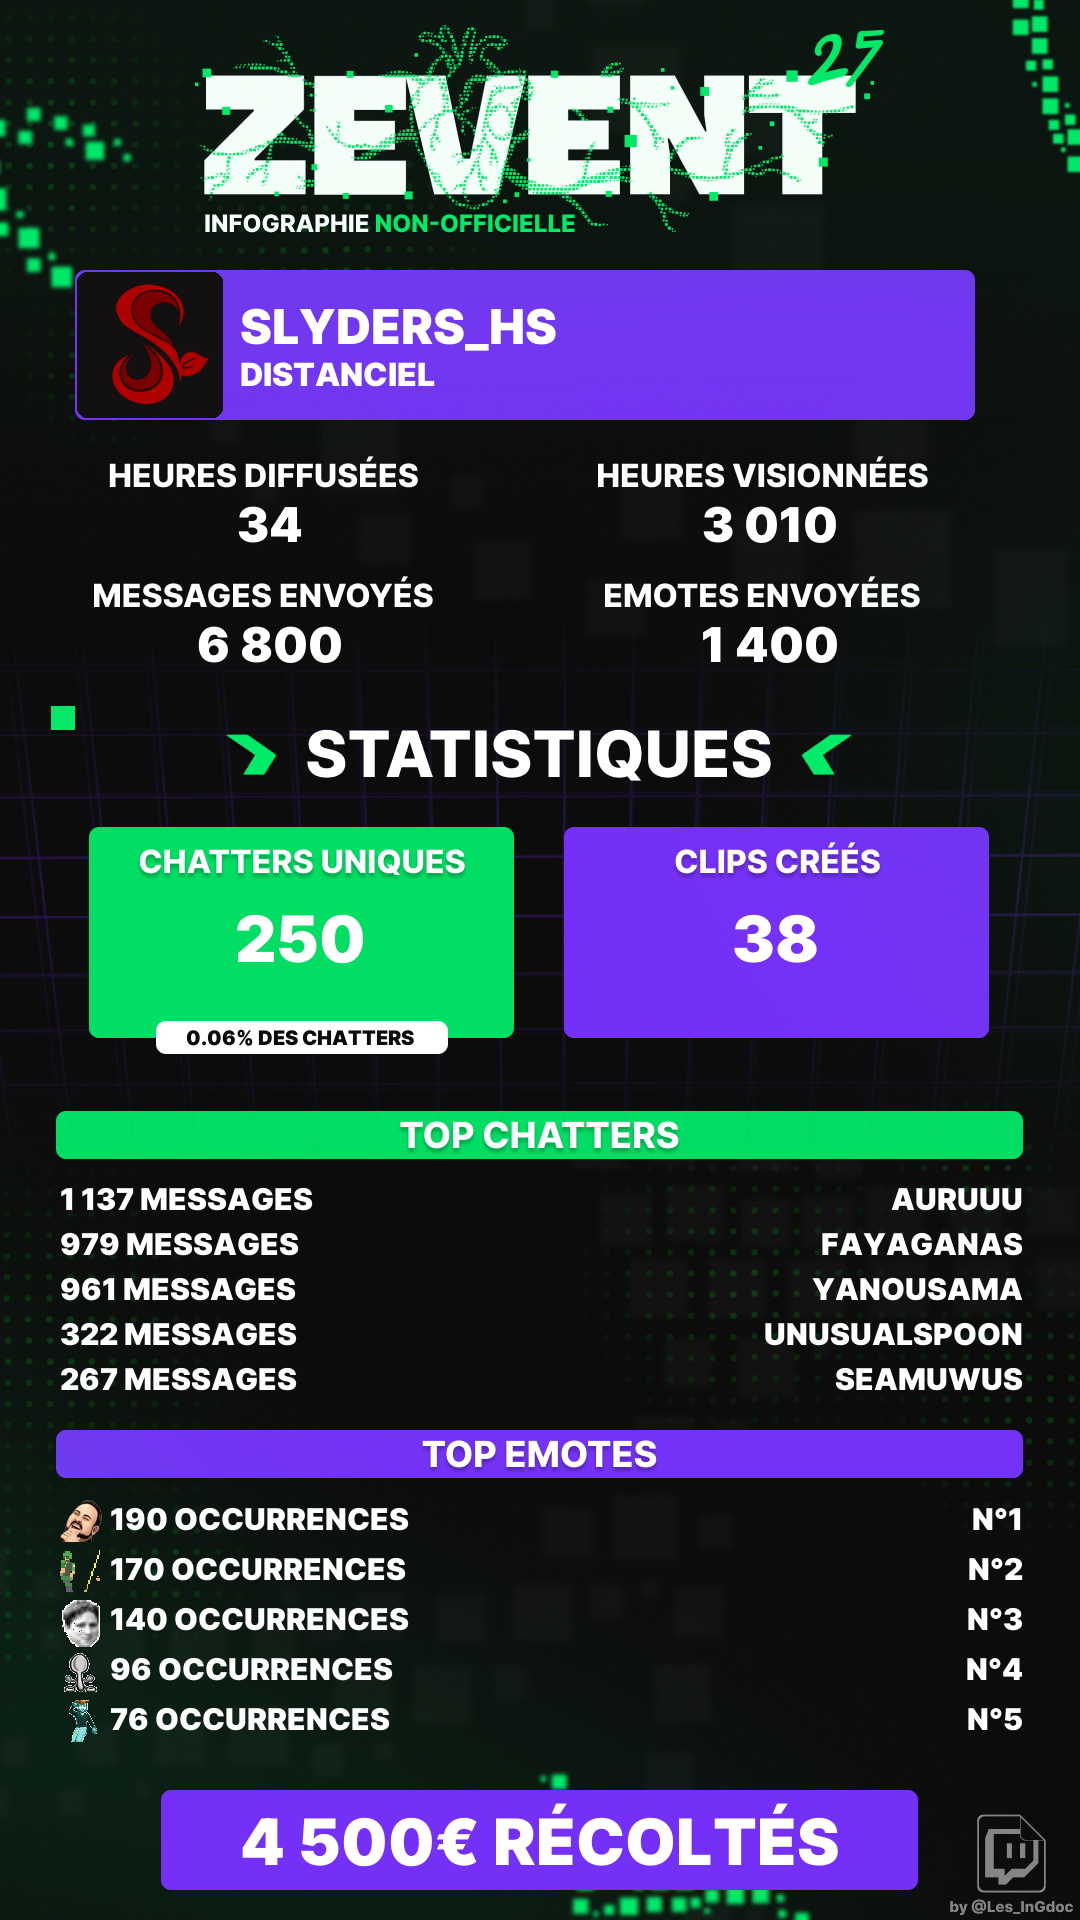 ZEVENT 25
INFOGRAPHIE NON-OFFICIELLE
SLYDERS_HS
DISTANCIEL
HEURES DIFFUSÉES
34
HEURES VISIONNÉES
3 010
MESSAGES ENVOYÉS
6 800
EMOTES ENVOYÉES
1 400
STATISTIQUES
CHATTERS UNIQUES
250
0.06% DES CHATTERS
CLIPS CRÉÉS
38
TOP CHATTERS
1 137 MESSAGES AURUUU
979 MESSAGES FAYAGANAS
961 MESSAGES YANOUSAMA
322 MESSAGES UNUSUALSPOON
267 MESSAGES SEAMUWUS
TOP EMOTES
190 OCCURRENCES N°1
170 OCCURRENCES N°2
140 OCCURRENCES N°3
96 OCCURRENCES N°4
76 OCCURRENCES N°5
4 500€ RÉCOLTÉS
by @Les_InGdoc